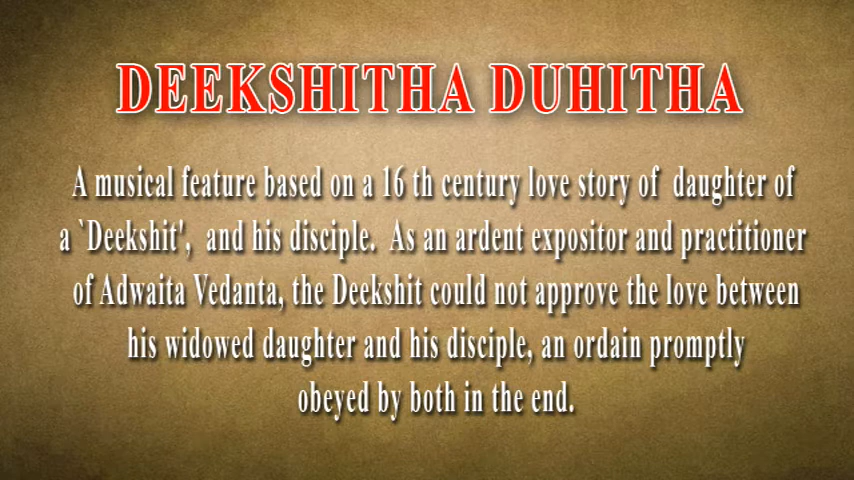 DEEKSHITHA DUHITHA
A musical feature based on a 16 th century love story of daughter of
a `Deekshit', and his disciple. As an ardent expositor and practitioner
of Adwaita Vedanta, the Deekshit could not approve the love between
his widowed daughter and his disciple, an ordain promptly
obeyed by both in the end.